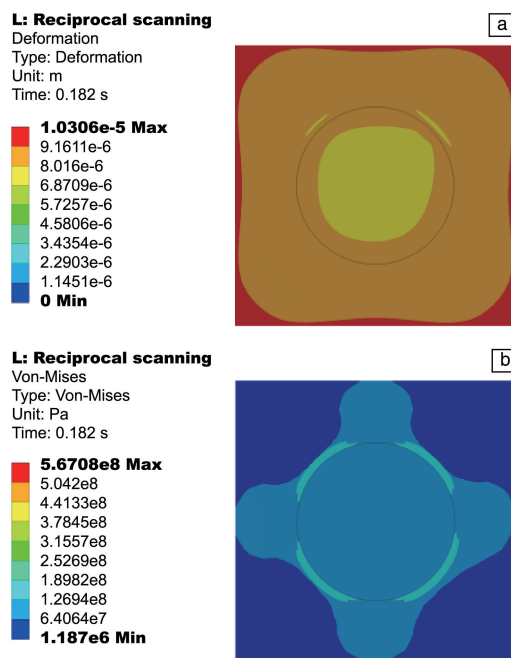 L: Reciprocal scanning
Deformation
Type: Deformation
Unit: m
Time: 0.182 s
1.0306e-5 Max
9.1611e-6
8.016e-6
6.8709e-6
5.7257e-6
4.5806e-6
3.4354e-6
2.2903e-6
1.1451e-6
0 Min
a
L: Reciprocal scanning
Von-Mises
Type: Von-Mises
Unit: Pa
Time: 0.182 s
5.6708e8 Max
5.042e8
4.4133e8
3.7845e8
3.1557e8
2.5269e8
1.8982e8
1.2694e8
6.4064e7
1.187e6 Min
b